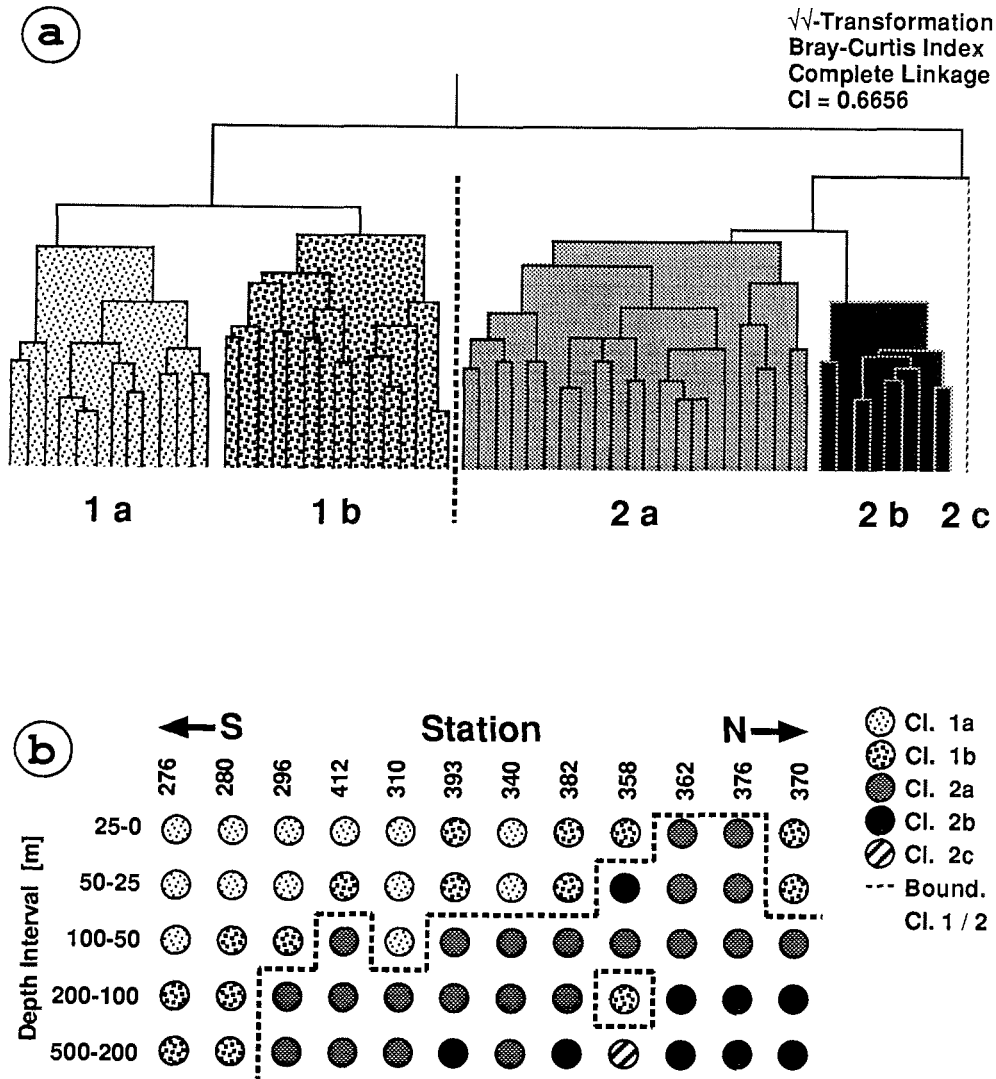 a
√√-Transformation
Bray-Curtis Index
Complete Linkage
CI = 0.6656
1 a
1 b
2 a
2 b
2 c
b
S
Station
N
276 280 296 412 310 393 340 382 358 362 376 370
Depth Interval [m]
25-0
50-25
100-50
200-100
500-200
Cl. 1a
Cl. 1b
Cl. 2a
Cl. 2b
Cl. 2c
Bound.
Cl. 1 / 2